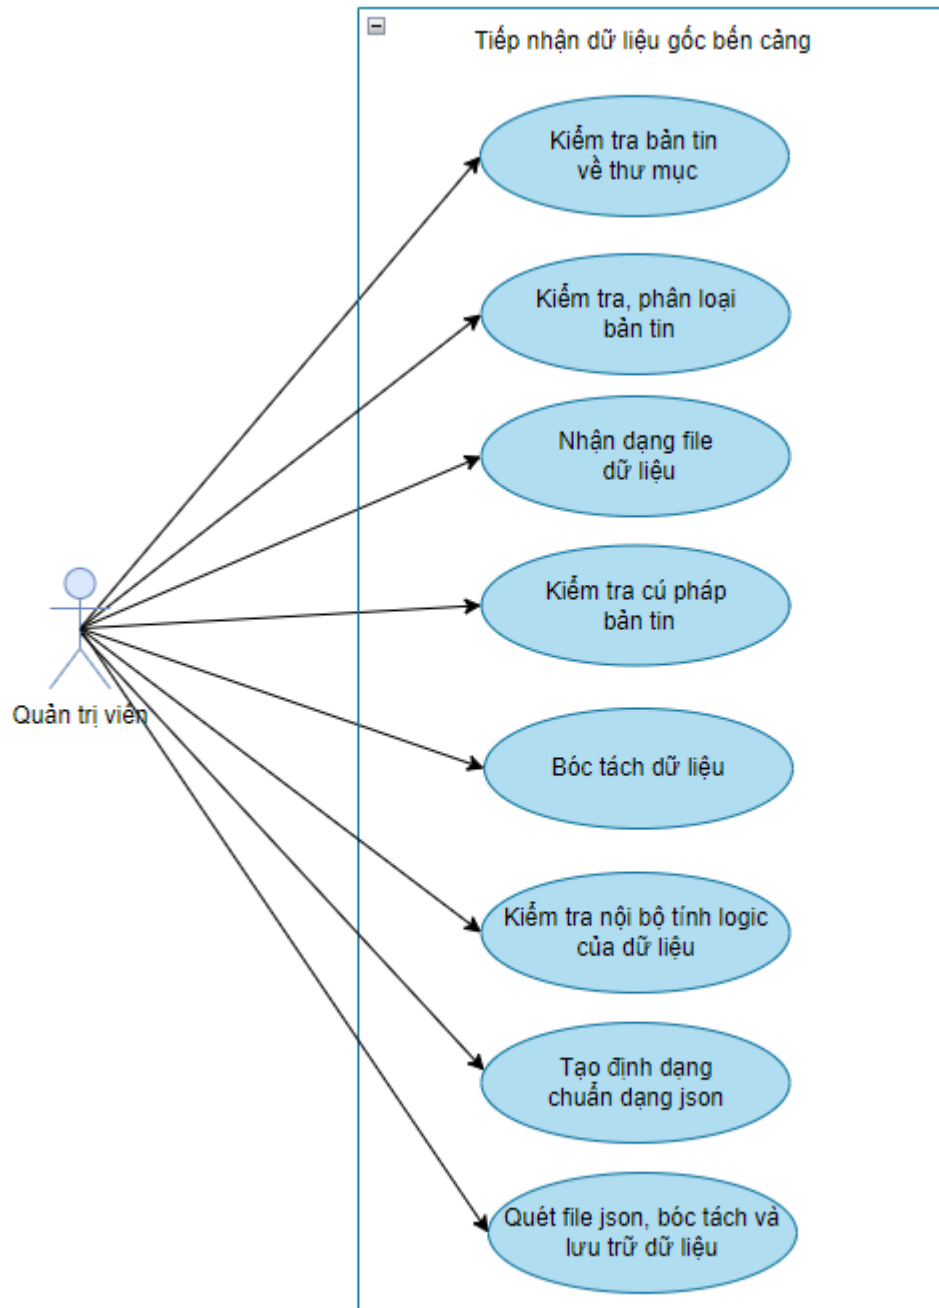 Tiếp nhận dữ liệu gốc bến cảng
Kiểm tra bản tin
về thư mục
Kiểm tra, phân loại
bản tin
Nhận dạng file
dữ liệu
Kiểm tra cú pháp
bản tin
Quản trị viên
Bóc tách dữ liệu
Kiểm tra nội bộ tính logic
của dữ liệu
Tạo định dạng
chuẩn dạng json
Quét file json, bóc tách và
lưu trữ dữ liệu